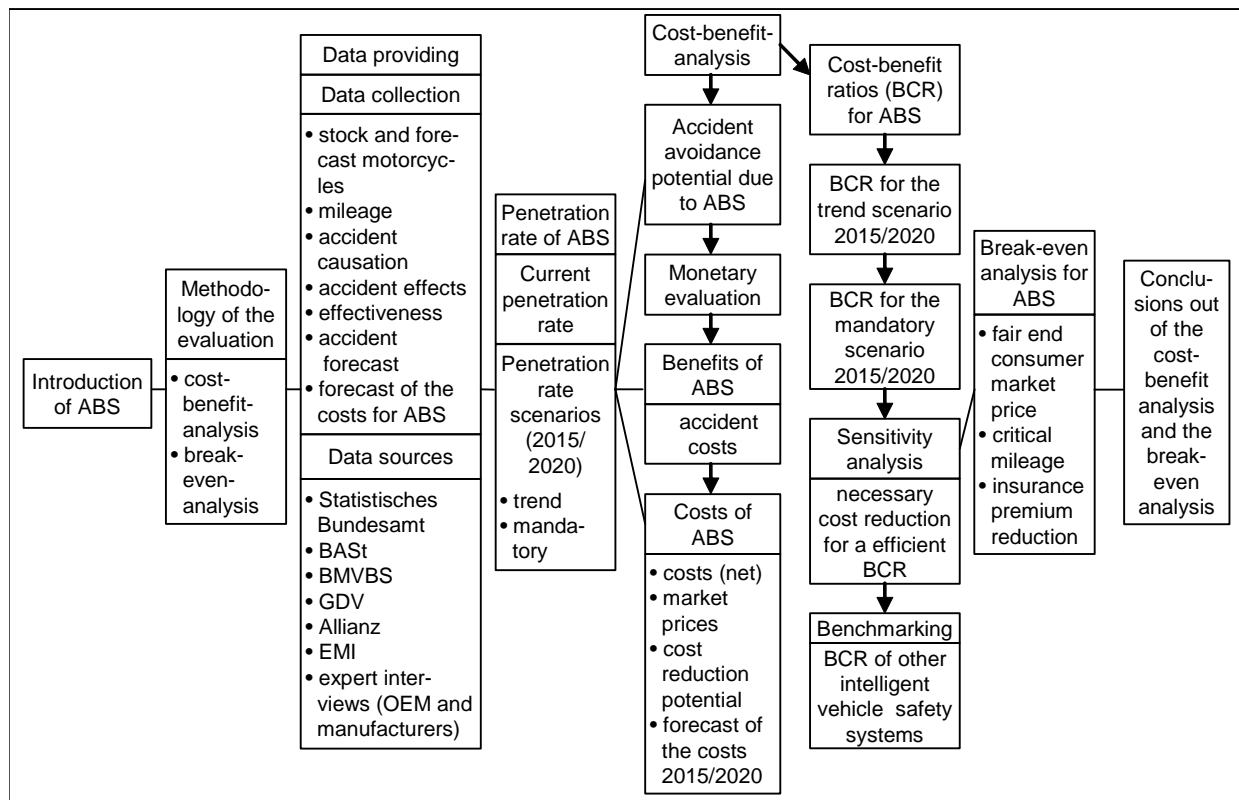 Introduction
of ABS
Methodo-
logy of the
evaluation
• cost-
benefit-
analysis
• break-
even-
analysis
Data providing
Data collection
• stock and fore-
cast motorcyc-
les
• mileage
• accident
causation
• accident effects
• effectiveness
• accident
forecast
• forecast of the
costs for ABS
Data sources
• Statistisches
Bundesamt
• BASt
• BMVBS
• GDV
• Allianz
• EMI
• expert inter-
views (OEM and
manufacturers)
Penetration
rate of ABS
Current
penetration
rate
Penetration
rate
scenarios
(2015/
2020)
• trend
• manda-
tory
Cost-benefit-
analysis
Accident
avoidance
potential due
to ABS
Monetary
evaluation
Benefits of
ABS
accident
costs
Costs of
ABS
• costs (net)
• market
prices
• cost
reduction
potential
• forecast of
the costs
2015/2020
Cost-benefit
ratios (BCR)
for ABS
BCR for the
trend scenario
2015/2020
BCR for the
mandatory
scenario
2015/2020
Sensitivity
analysis
necessary
cost reduction
for a efficient
BCR
Benchmarking
BCR of other
intelligent
vehicle safety
systems
Break-even
analysis for
ABS
• fair end
consumer
market
price
• critical
mileage
• insurance
premium
reduction
Conclu-
sions out
of the
cost-
benefit
analysis
and the
break-
even
analysis